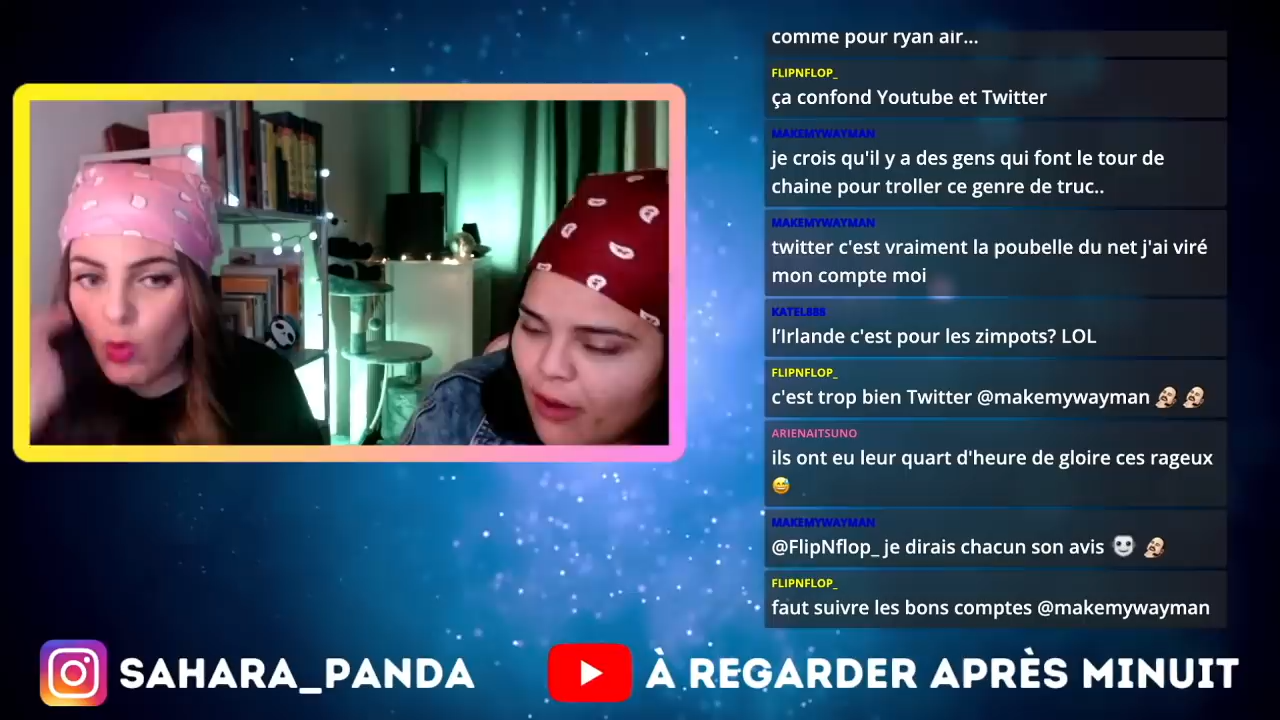 comme pour ryan air...
FLIPNFLOP_
ça confond Youtube et Twitter
MAKEMYWAYMAN
je crois qu'il y a des gens qui font le tour de
chaine pour troller ce genre de truc..
MAKEMYWAYMAN
twitter c'est vraiment la poubelle du net j'ai viré
mon compte moi
KATEL888
l'Irlande c'est pour les zimpots? LOL
FLIPNFLOP_
c'est trop bien Twitter @makemywayman
ARIENAITSUNO
ils ont eu leur quart d'heure de gloire ces rageux
😅
MAKEMYWAYMAN
@FlipNflop_ je dirais chacun son avis
FLIPNFLOP_
faut suivre les bons comptes @makemywayman
SAHARA_PANDA
À REGARDER APRÈS MINUIT